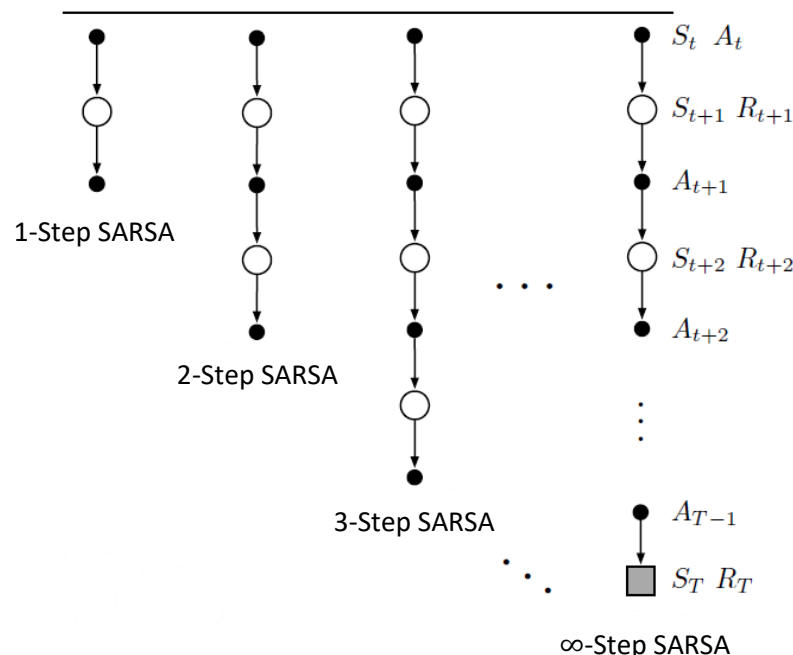 S_t A_t
S_{t+1} R_{t+1}
A_{t+1}
1-Step SARSA
S_{t+2} R_{t+2}
. . .
A_{t+2}
2-Step SARSA
⋮
3-Step SARSA
A_{T−1}
⋱
S_T R_T
∞-Step SARSA